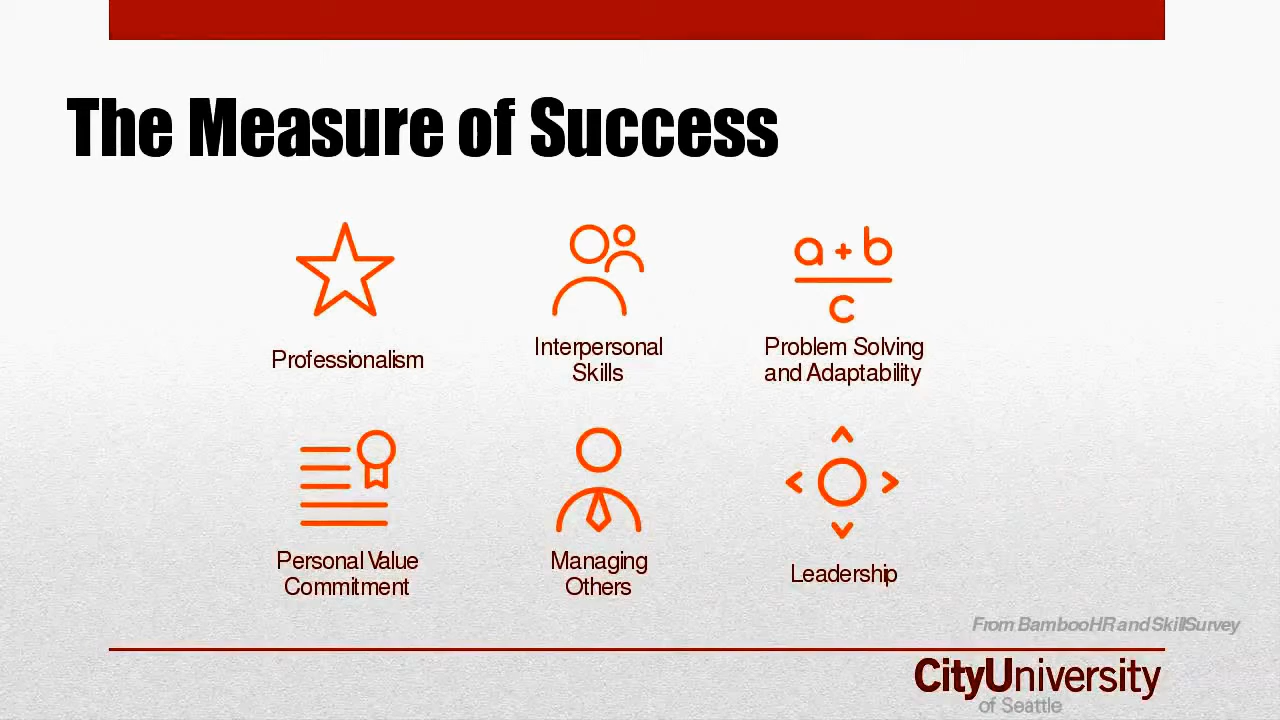 The Measure of Success
a + b
c
Professionalism
Interpersonal
Skills
Problem Solving
and Adaptability
Personal Value
Commitment
Managing
Others
Leadership
From BambooHR and SkillSurvey
CityUniversity
of Seattle